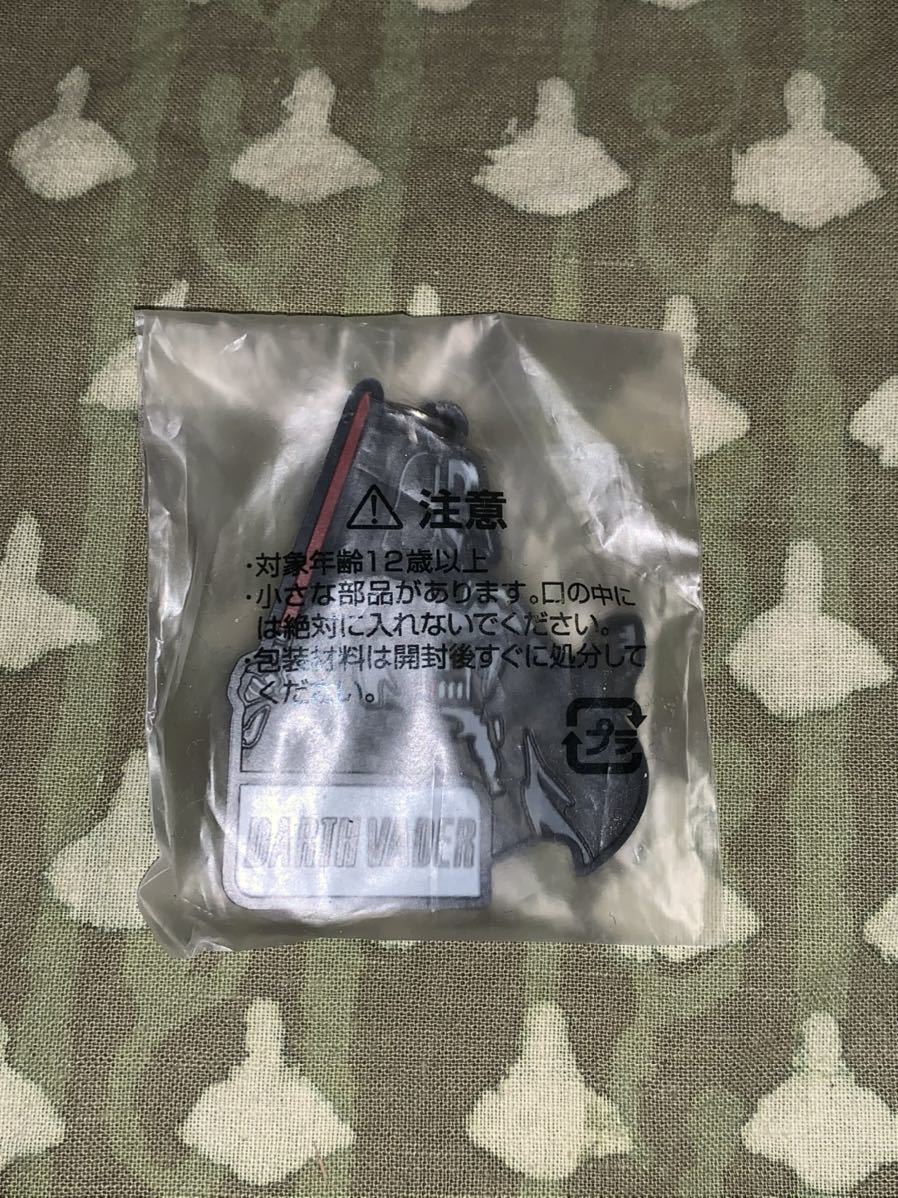 ⚠ 注意
・対象年齢12歳以上
・小さな部品があります。口の中に
は絶対に入れないでください。
・包装材料は開封後すぐに処分して
ください。
プラ
DARTH VADER